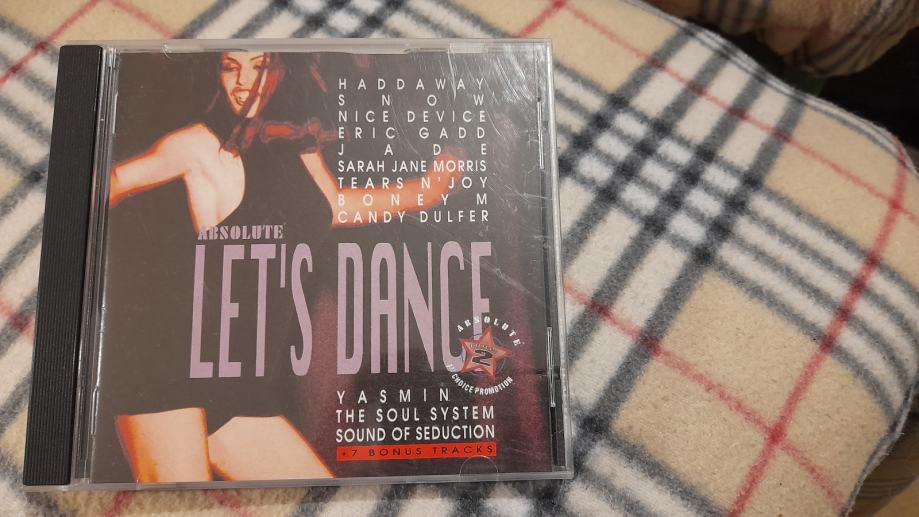 HADDAWAY
SNOW
NICE DEVICE
ERIC GADD
JADE
SARAH JANE MORRIS
TEARS N'JOY
BONEY M
CANDY DULFER
ABSOLUTE
LET'S DANCE
ABSOLUTE
2
CHOICE PROMOTION
YASMIN
THE SOUL SYSTEM
SOUND OF SEDUCTION
+7 BONUS TRACKS